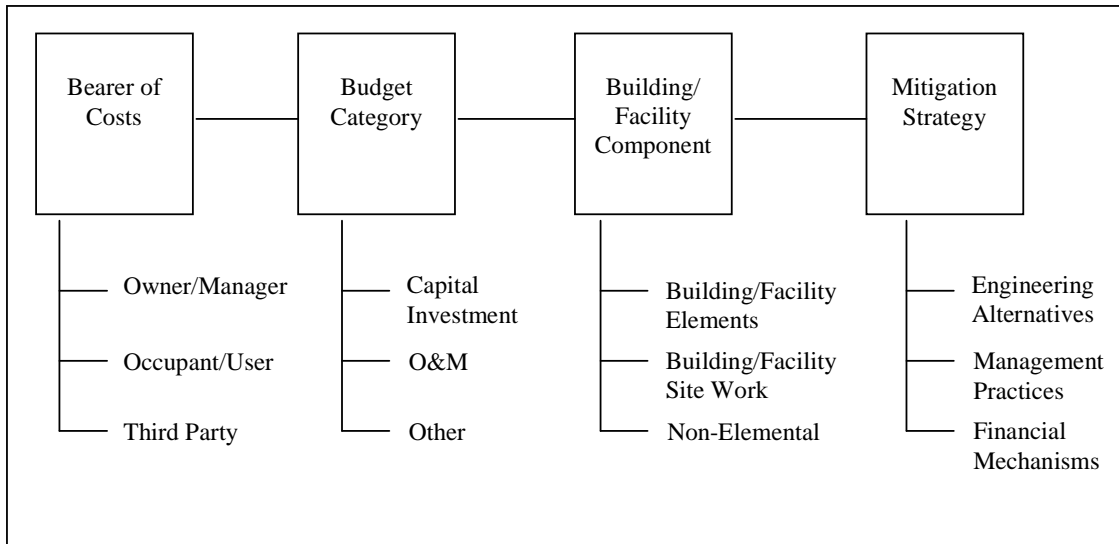 Bearer of
Costs
Budget
Category
Building/
Facility
Component
Mitigation
Strategy
Owner/Manager
Occupant/User
Third Party
Capital
Investment
O&M
Other
Building/Facility
Elements
Building/Facility
Site Work
Non-Elemental
Engineering
Alternatives
Management
Practices
Financial
Mechanisms